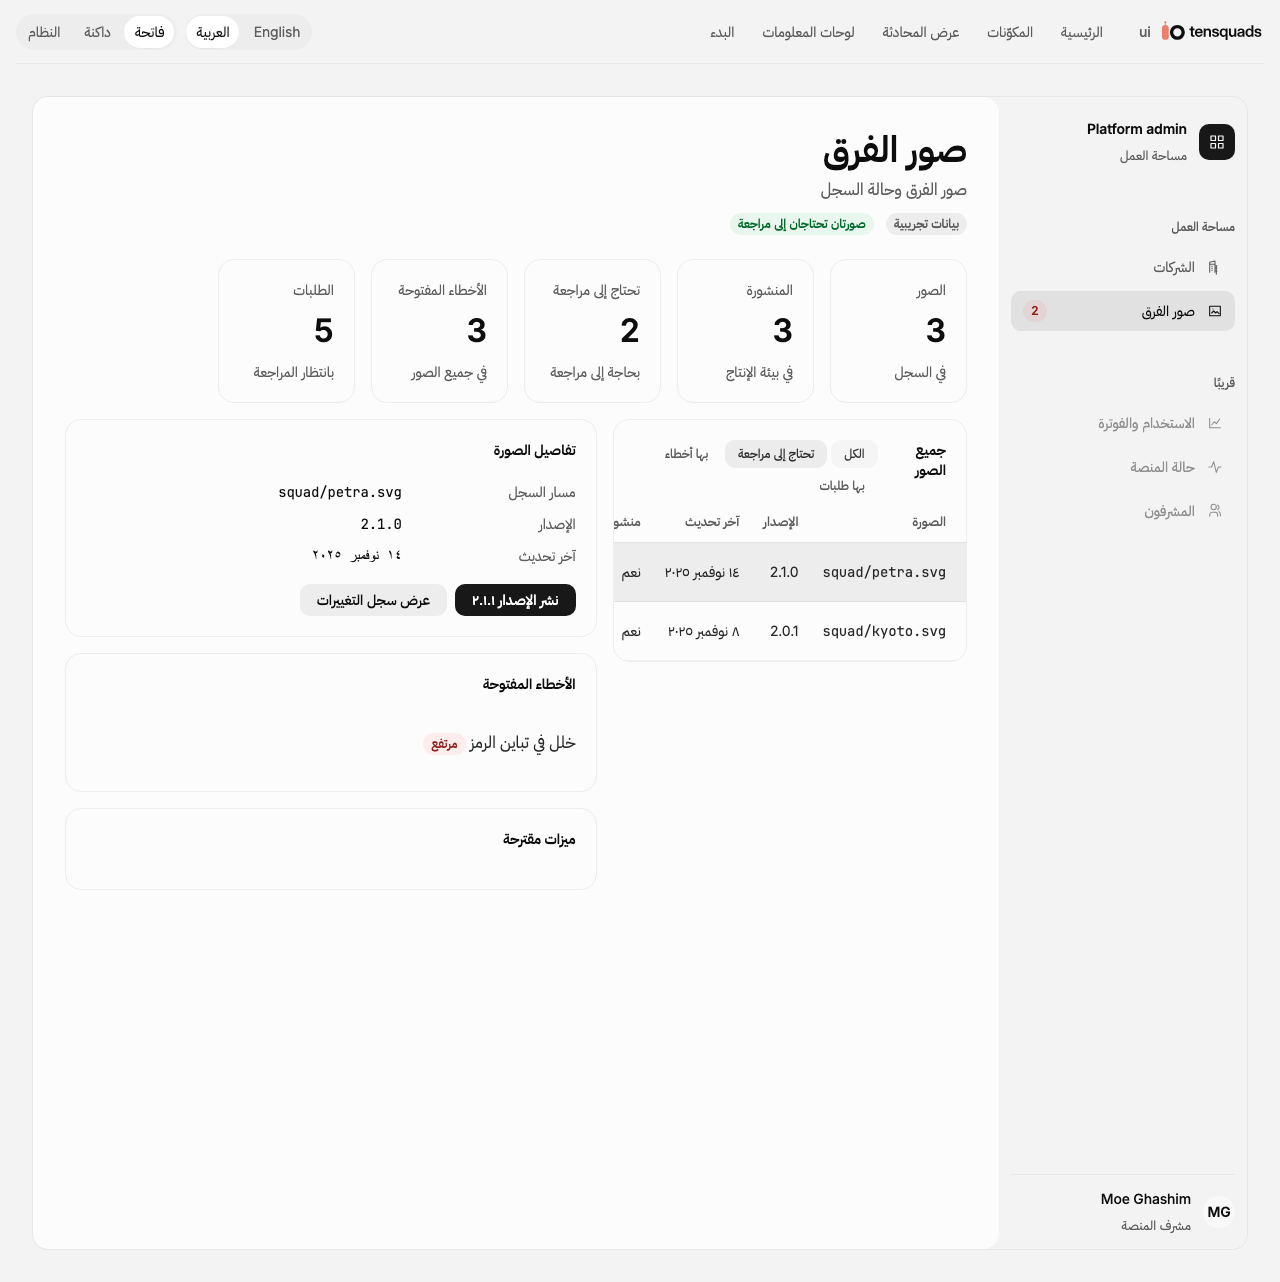 tensquads ui
الرئيسية
المكوّنات
عرض المحادثة
لوحات المعلومات
البدء
English
العربية
فاتحة
داكنة
النظام
Platform admin
مساحة العمل
مساحة العمل
الشركات
صور الفرق 2
قريبًا
الاستخدام والفوترة
حالة المنصة
المشرفون
MG
Moe Ghashim
مشرف المنصة
صور الفرق
صور الفرق وحالة السجل
بيانات تجريبية
صورتان تحتاجان إلى مراجعة
الصور
3
في السجل
المنشورة
3
في بيئة الإنتاج
تحتاج إلى مراجعة
2
بحاجة إلى مراجعة
الأخطاء المفتوحة
3
في جميع الصور
الطلبات
5
بانتظار المراجعة
جميع الصور
الكل
تحتاج إلى مراجعة
بها أخطاء
بها طلبات
الصورة الإصدار آخر تحديث
squad/petra.svg 2.1.0 ١٤ نوفمبر ٢٠٢٥ نعم
squad/kyoto.svg 2.0.1 ٨ نوفمبر ٢٠٢٥ نعم
تفاصيل الصورة
مسار السجل squad/petra.svg
الإصدار 2.1.0
آخر تحديث ١٤ نوفمبر ٢٠٢٥
نشر الإصدار ٢.١.١
عرض سجل التغييرات
الأخطاء المفتوحة
خلل في تباين الرمز مرتفع
ميزات مقترحة